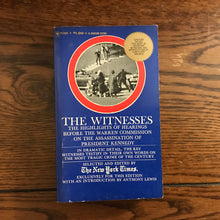 THE WITNESSES
THE HIGHLIGHTS OF HEARINGS
BEFORE THE WARREN COMMISSION
ON THE ASSASSINATION OF
PRESIDENT KENNEDY
IN DRAMATIC DETAIL, THE KEY
WITNESSES TESTIFY IN THEIR OWN WORDS ON
THE MOST TRAGIC CRIME OF THE CENTURY.
SELECTED AND EDITED BY
The New York Times,
EXCLUSIVELY FOR THIS EDITION
WITH AN INTRODUCTION BY ANTHONY LEWIS